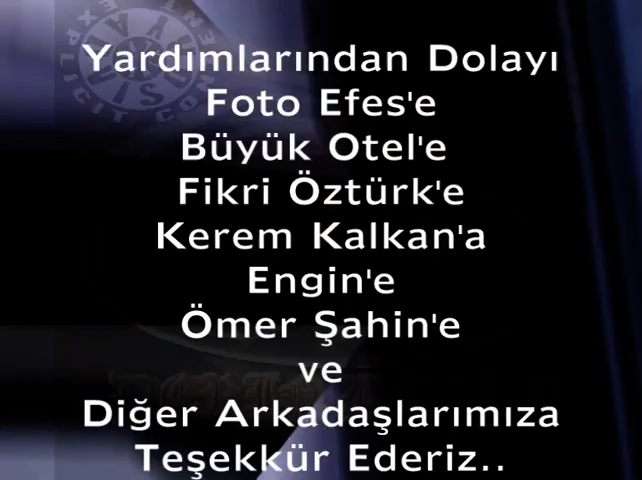 Yardımlarından Dolayı
Foto Efes'e
Büyük Otel'e
Fikri Öztürk'e
Kerem Kalkan'a
Engin'e
Ömer Şahin'e
ve
Diğer Arkadaşlarımıza
Teşekkür Ederiz..